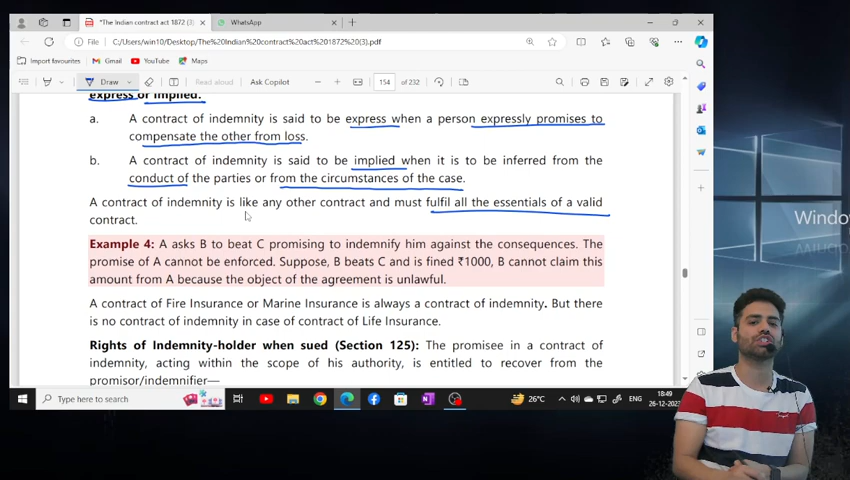 *The Indian contract act 1872 (3)
WhatsApp
File
C:/Users/win10/Desktop/The%20Indian%20contract%20act%201872%20(3).pdf
Import favourites
Gmail
YouTube
Maps
Draw
Read aloud
Ask Copilot
154 of 232
express or implied.
a. A contract of indemnity is said to be express when a person expressly promises to
compensate the other from loss.
b. A contract of indemnity is said to be implied when it is to be inferred from the
conduct of the parties or from the circumstances of the case.
A contract of indemnity is like any other contract and must fulfil all the essentials of a valid
contract.
Example 4: A asks B to beat C promising to indemnify him against the consequences. The
promise of A cannot be enforced. Suppose, B beats C and is fined ₹1000, B cannot claim this
amount from A because the object of the agreement is unlawful.
A contract of Fire Insurance or Marine Insurance is always a contract of indemnity. But there
is no contract of indemnity in case of contract of Life Insurance.
Rights of Indemnity-holder when sued (Section 125): The promisee in a contract of
indemnity, acting within the scope of his authority, is entitled to recover from the
promisor/indemnifier—
Type here to search
26°C
ENG
18:49
Window